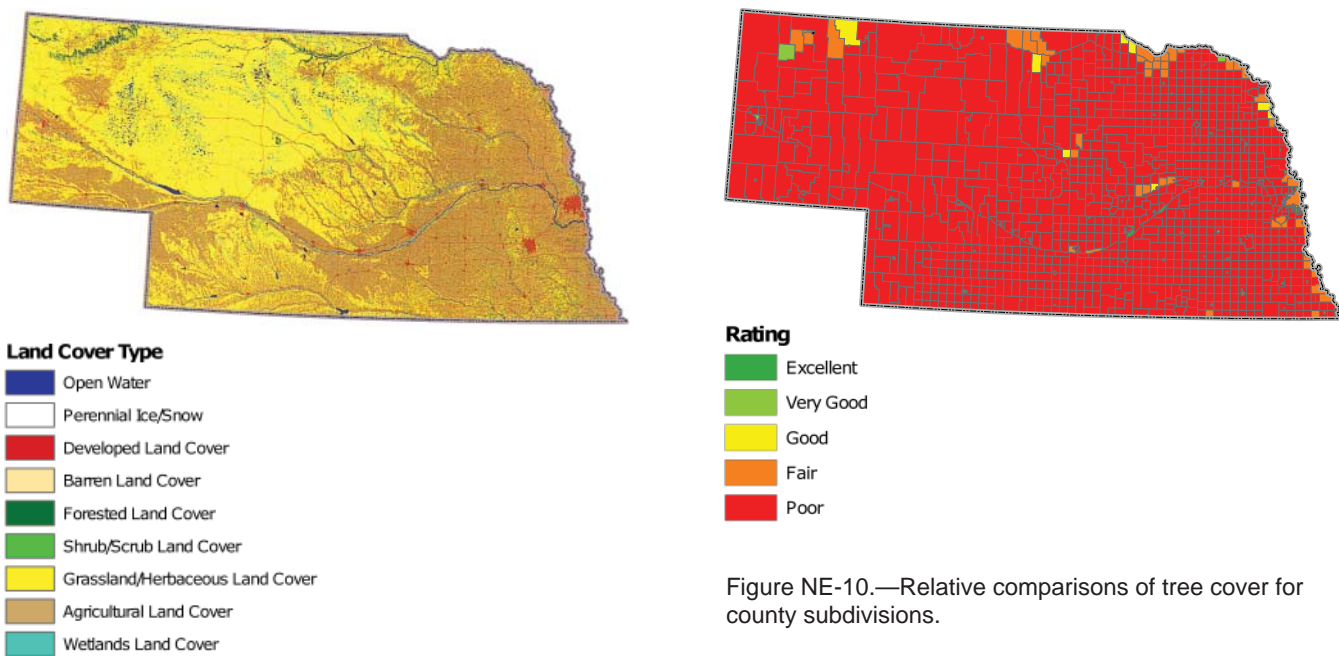 Land Cover Type
Open Water
Perennial Ice/Snow
Developed Land Cover
Barren Land Cover
Forested Land Cover
Shrub/Scrub Land Cover
Grassland/Herbaceous Land Cover
Agricultural Land Cover
Wetlands Land Cover
Rating
Excellent
Very Good
Good
Fair
Poor
Figure NE-10.—Relative comparisons of tree cover for
county subdivisions.